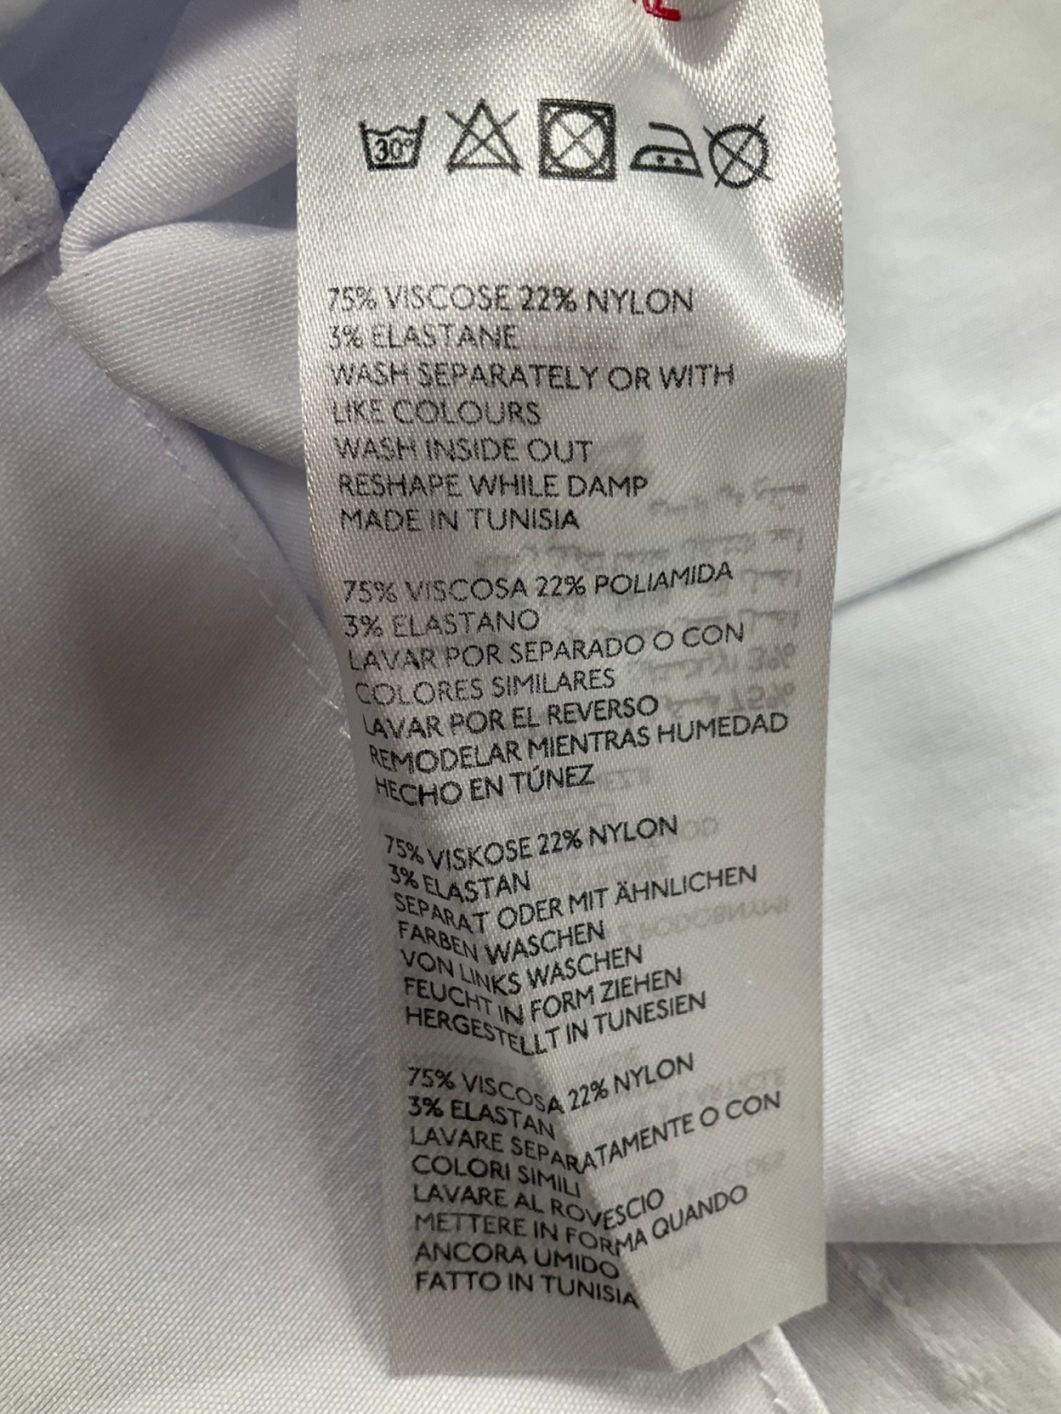 30°
75% VISCOSE 22% NYLON
3% ELASTANE
WASH SEPARATELY OR WITH
LIKE COLOURS
WASH INSIDE OUT
RESHAPE WHILE DAMP
MADE IN TUNISIA
75% VISCOSA 22% POLIAMIDA
3% ELASTANO
LAVAR POR SEPARADO O CON
COLORES SIMILARES
LAVAR POR EL REVERSO
REMODELAR MIENTRAS HUMEDAD
HECHO EN TÚNEZ
75% VISKOSE 22% NYLON
3% ELASTAN
SEPARAT ODER MIT ÄHNLICHEN
FARBEN WASCHEN
VON LINKS WASCHEN
FEUCHT IN FORM ZIEHEN
HERGESTELLT IN TUNESIEN
75% VISCOSA 22% NYLON
3% ELASTAN
LAVARE SEPARATAMENTE O CON
COLORI SIMILI
LAVARE AL ROVESCIO
METTERE IN FORMA QUANDO
ANCORA UMIDO
FATTO IN TUNISIA